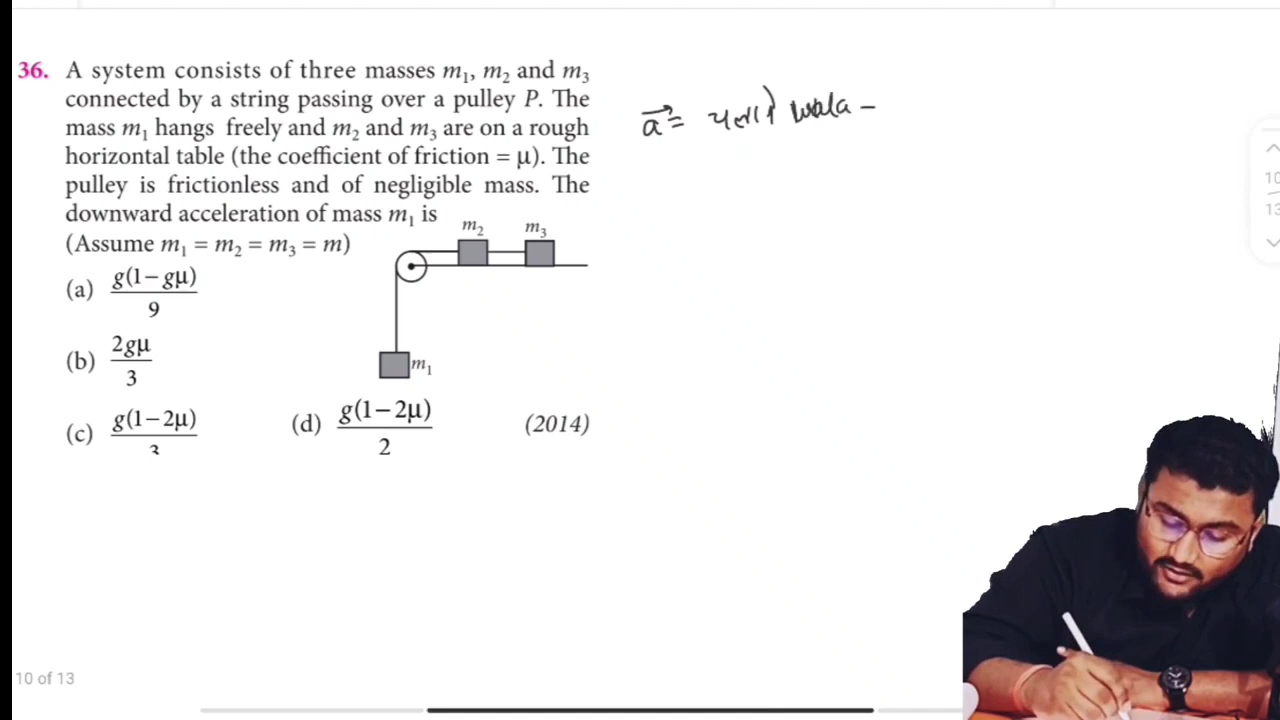 36. A system consists of three masses m₁, m₂ and m₃
connected by a string passing over a pulley P. The
mass m₁ hangs freely and m₂ and m₃ are on a rough
horizontal table (the coefficient of friction = μ). The
pulley is frictionless and of negligible mass. The
downward acceleration of mass m₁ is
(Assume m₁ = m₂ = m₃ = m)
m₂ m₃
m₁
(a) g(1−gμ)/9
(b) 2gμ/3
(c) g(1−2μ)/3 (d) g(1−2μ)/2 (2014)
a⃗ = wala −
10 of 13
10
13